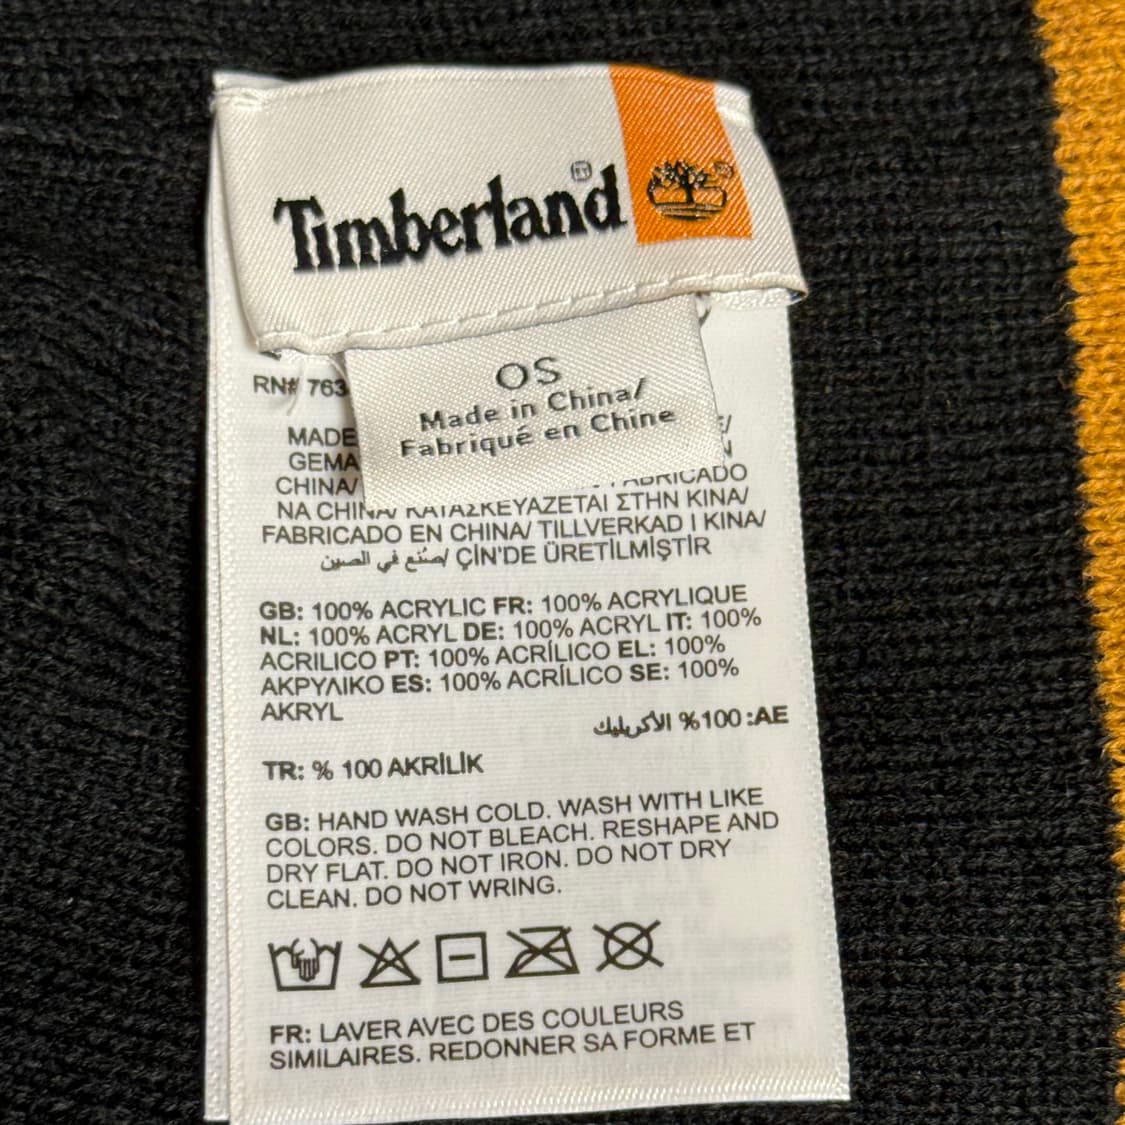 Timberland
OS
Made in China/
Fabriqué en Chine
RN# 763
MADE
GEMA
CHINA/ FABRICADO
NA CHINA/ ΚΑΤΑΣΚΕΥΑΖΕΤΑΙ ΣΤΗΝ ΚΙΝΑ/
FABRICADO EN CHINA/ TILLVERKAD I KINA/
صُنّع في الصين/ ÇİN'DE ÜRETİLMİŞTİR
GB: 100% ACRYLIC FR: 100% ACRYLIQUE
NL: 100% ACRYL DE: 100% ACRYL IT: 100%
ACRILICO PT: 100% ACRÍLICO EL: 100%
ΑΚΡΥΛΙΚΟ ES: 100% ACRÍLICO SE: 100%
AKRYL
AE: 100% الأكريليك
TR: % 100 AKRİLİK
GB: HAND WASH COLD. WASH WITH LIKE
COLORS. DO NOT BLEACH. RESHAPE AND
DRY FLAT. DO NOT IRON. DO NOT DRY
CLEAN. DO NOT WRING.
FR: LAVER AVEC DES COULEURS
SIMILAIRES. REDONNER SA FORME ET